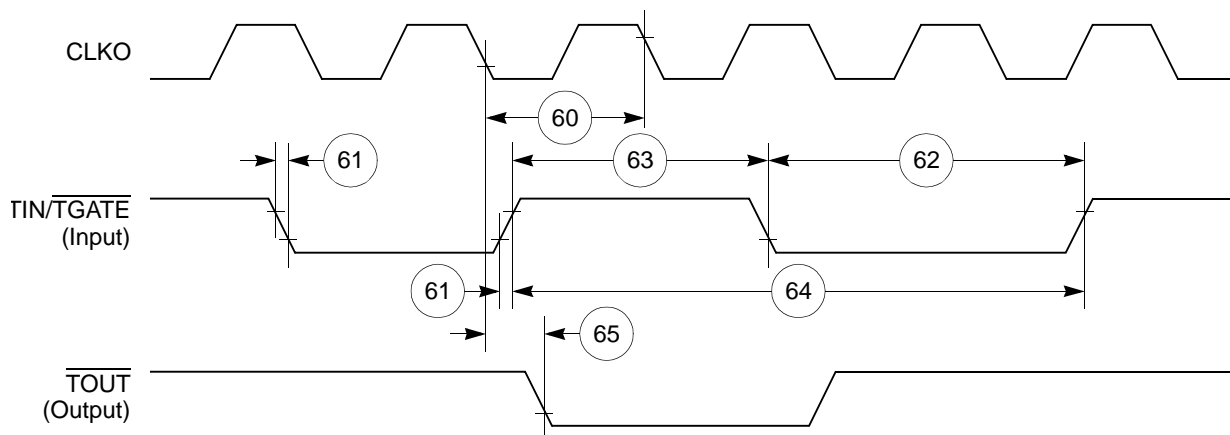 CLKO
60
61
63
62
TIN/TGATE
(Input)
61
64
65
TOUT
(Output)